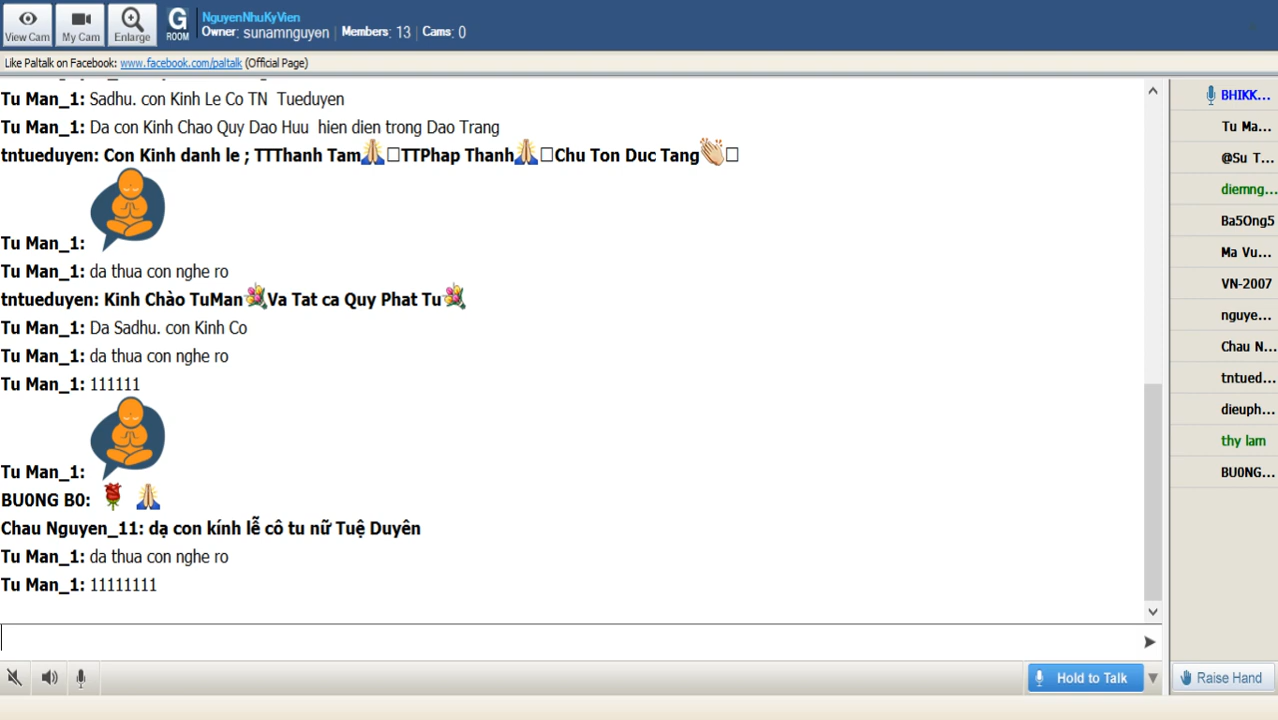 View Cam
My Cam
Enlarge
G
ROOM
NguyenNhuKyVien
Owner: sunamnguyen | Members: 13 | Cams: 0
Like Paltalk on Facebook: www.facebook.com/paltalk (Official Page)
Tu Man_1: Sadhu. con Kinh Le Co TN Tueduyen
Tu Man_1: Da con Kinh Chao Quy Dao Huu hien dien trong Dao Trang
tntueduyen: Con Kinh danh le ; TTThanh Tam🙏□TTPhap Thanh🙏□Chu Ton Duc Tang👏□
Tu Man_1:
Tu Man_1: da thua con nghe ro
tntueduyen: Kinh Chào TuMan💐Va Tat ca Quy Phat Tu💐
Tu Man_1: Da Sadhu. con Kinh Co
Tu Man_1: da thua con nghe ro
Tu Man_1: 111111
Tu Man_1:
BU0NG B0: 🌹 🙏
Chau Nguyen_11: dạ con kính lễ cô tu nữ Tuệ Duyên
Tu Man_1: da thua con nghe ro
Tu Man_1: 11111111
Hold to Talk
BHIKK...
Tu Ma...
@Su T...
diemng...
Ba5Ong5
Ma Vu...
VN-2007
nguye...
Chau N...
tntued...
dieuph...
thy lam
BU0NG...
Raise Hand